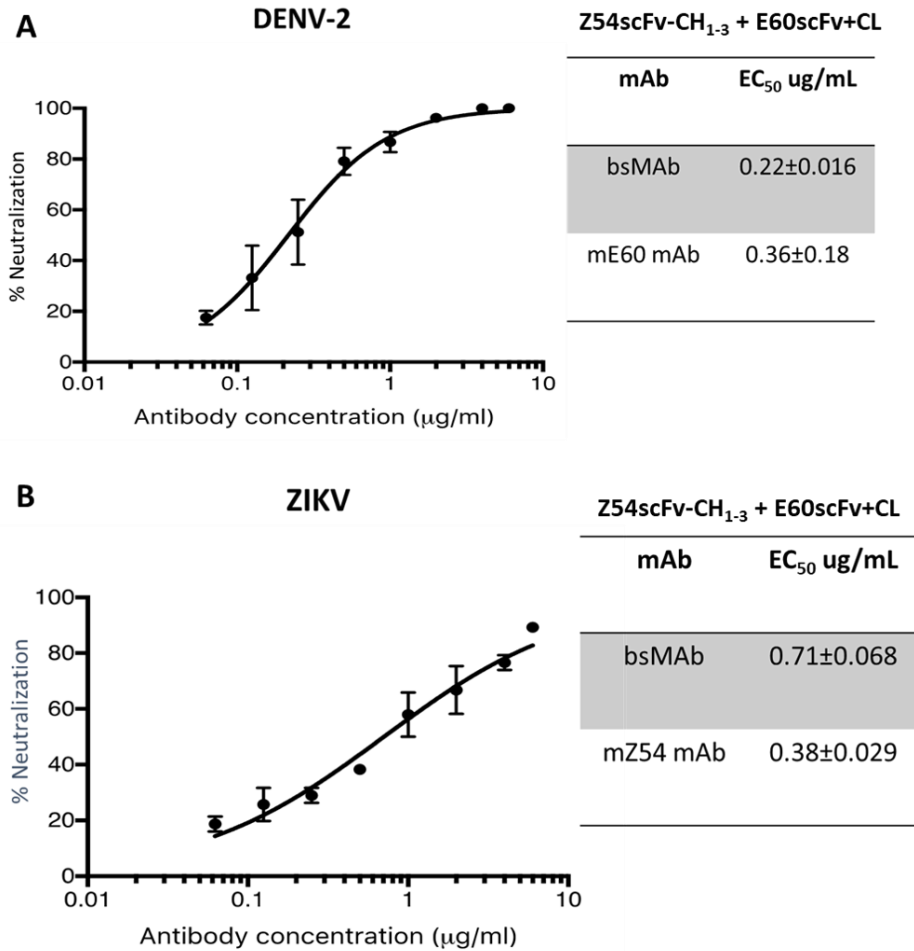 A
DENV-2
Z54scFv-CH1-3 + E60scFv+CL
mAb EC50 ug/mL
bsMAb 0.22±0.016
mE60 mAb 0.36±0.18
% Neutralization
100
80
60
40
20
0
0.01 0.1 1 10
Antibody concentration (μg/ml)
B
ZIKV
Z54scFv-CH1-3 + E60scFv+CL
mAb EC50 ug/mL
bsMAb 0.71±0.068
mZ54 mAb 0.38±0.029
% Neutralization
100
80
60
40
20
0
0.01 0.1 1 10
Antibody concentration (μg/ml)